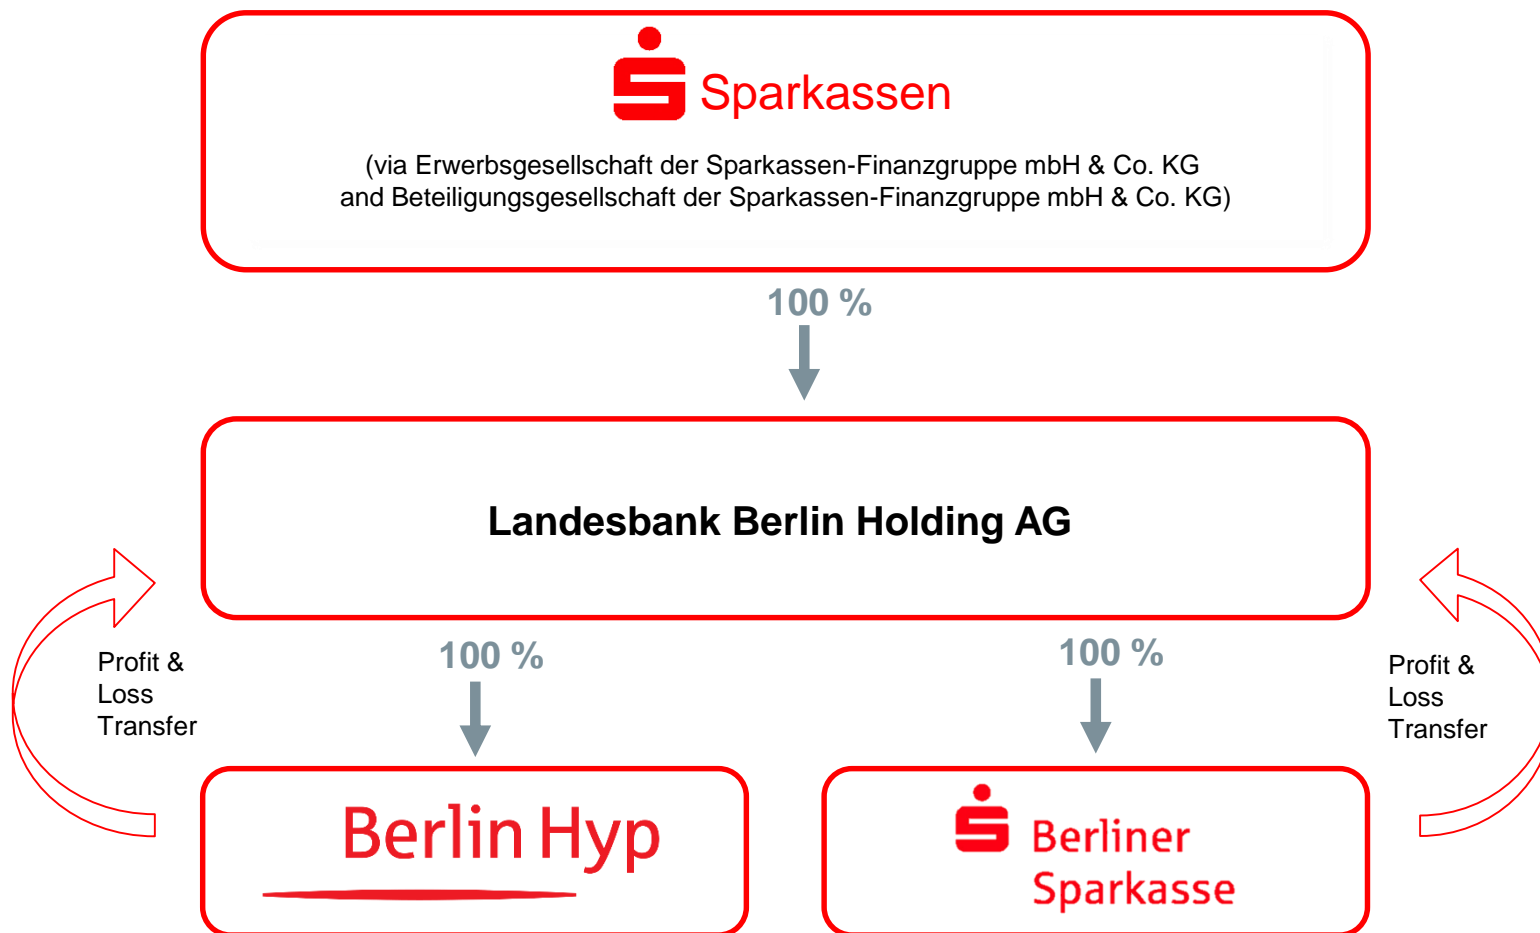 Sparkassen
(via Erwerbsgesellschaft der Sparkassen-Finanzgruppe mbH & Co. KG
and Beteiligungsgesellschaft der Sparkassen-Finanzgruppe mbH & Co. KG)
100 %
Landesbank Berlin Holding AG
100 %
100 %
Profit &
Loss
Transfer
Profit &
Loss
Transfer
Berlin Hyp
Berliner
Sparkasse